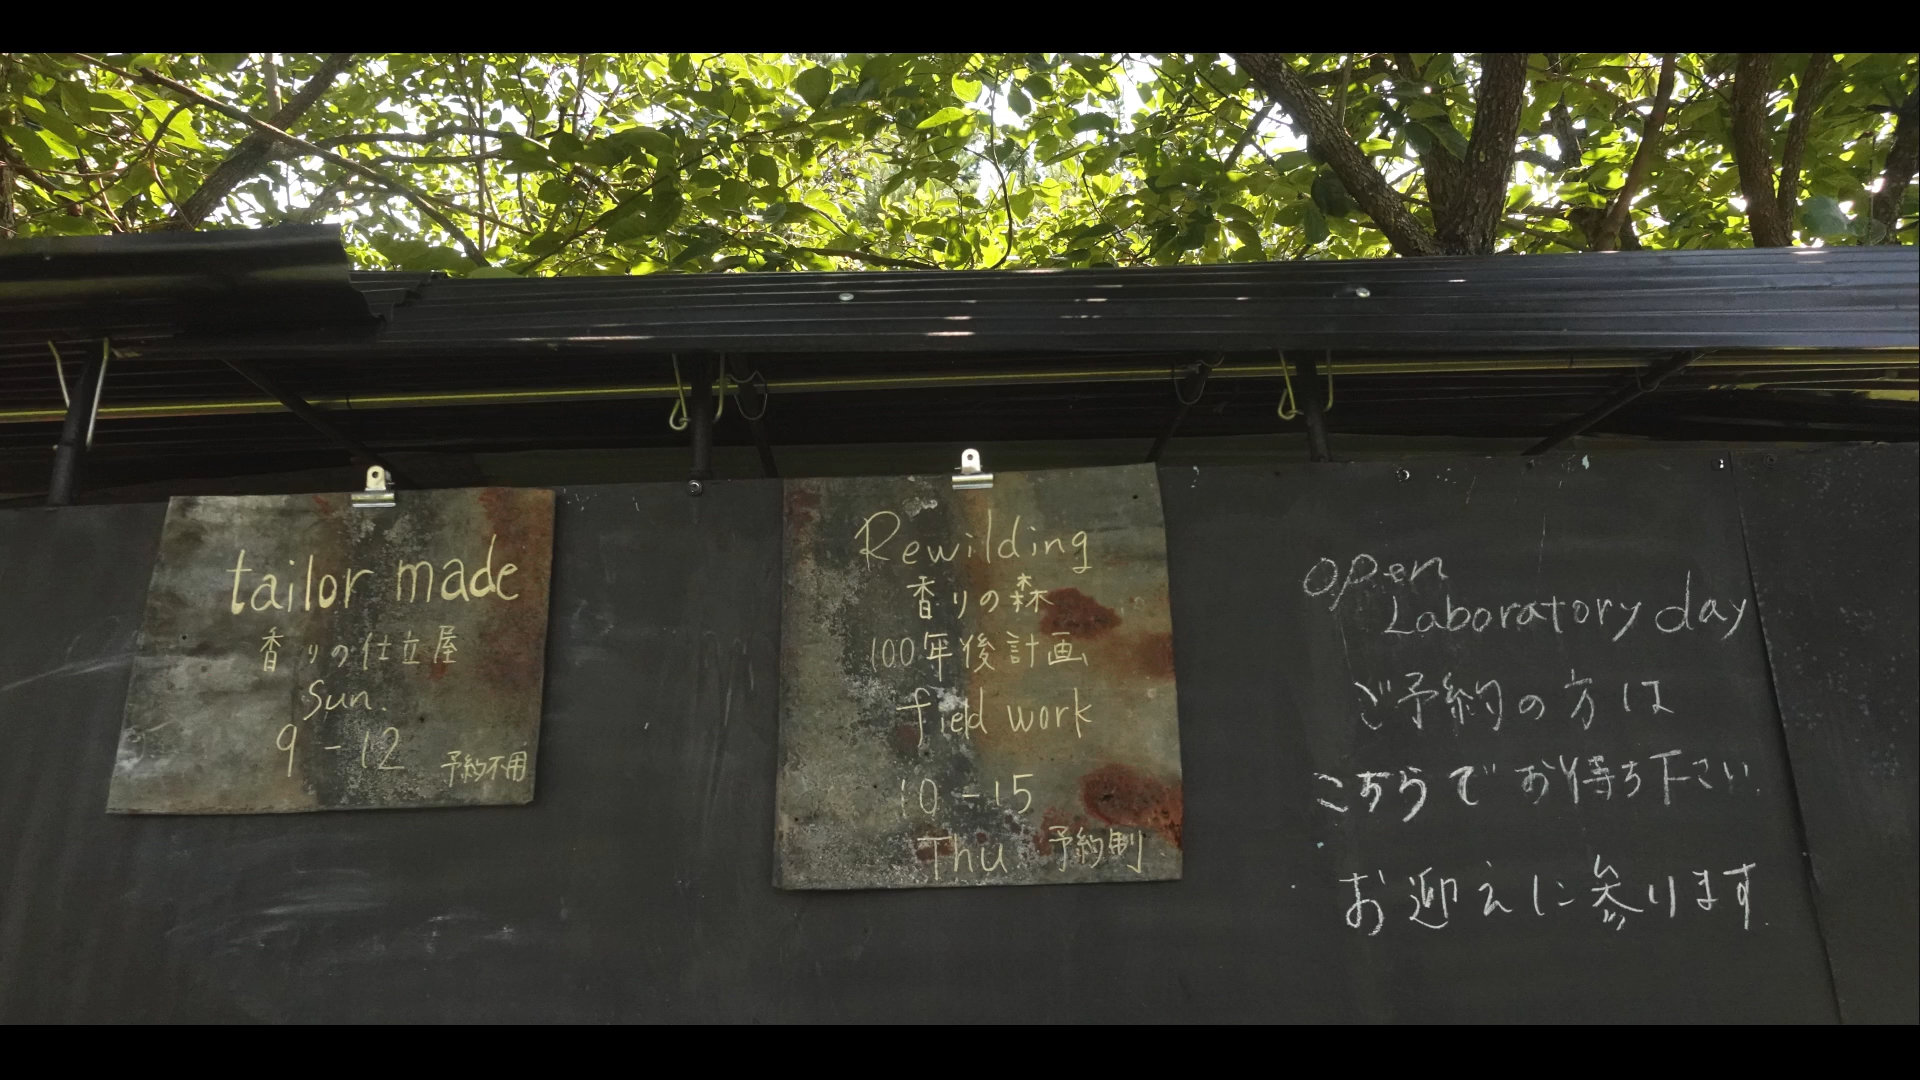 tailor made
香りの仕立屋
Sun.
9 - 12 予約不用
Rewilding
香りの森
100年後計画
field work
10 - 15
Thu 予約制
open
Laboratory day
ご予約の方は
こちらでお待ち下さい.
お迎えに参ります.